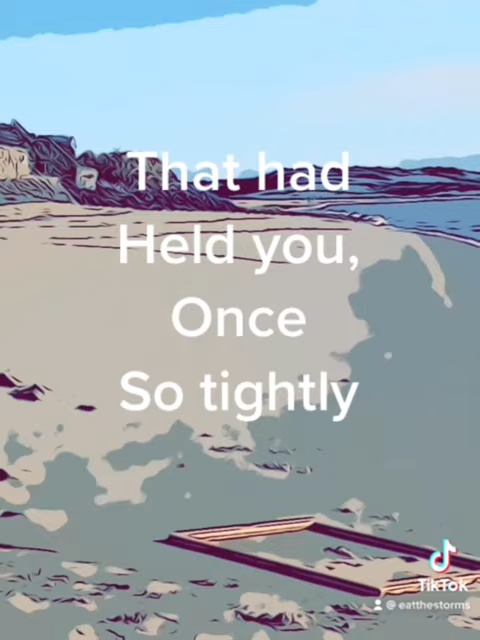 That had
Held you,
Once
So tightly
TikTok
@ eatthestorms